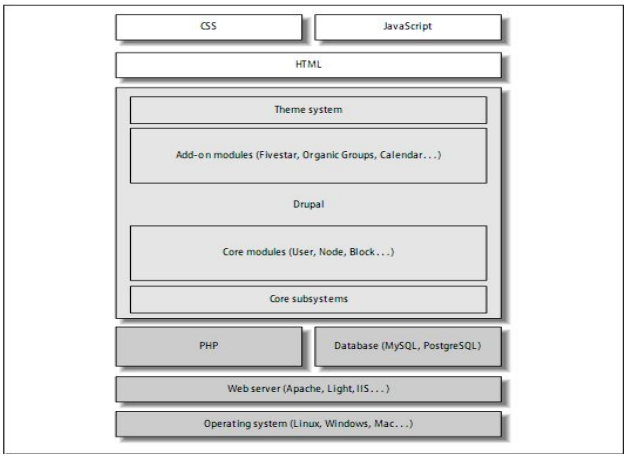 CSS
JavaScript
HTML
Theme system
Add-on modules (Fivestar, Organic Groups, Calendar...)
Drupal
Core modules (User, Node, Block...)
Core subsystems
PHP
Database (MySQL, PostgreSQL)
Web server (Apache, Light, IIS...)
Operating system (Linux, Windows, Mac...)